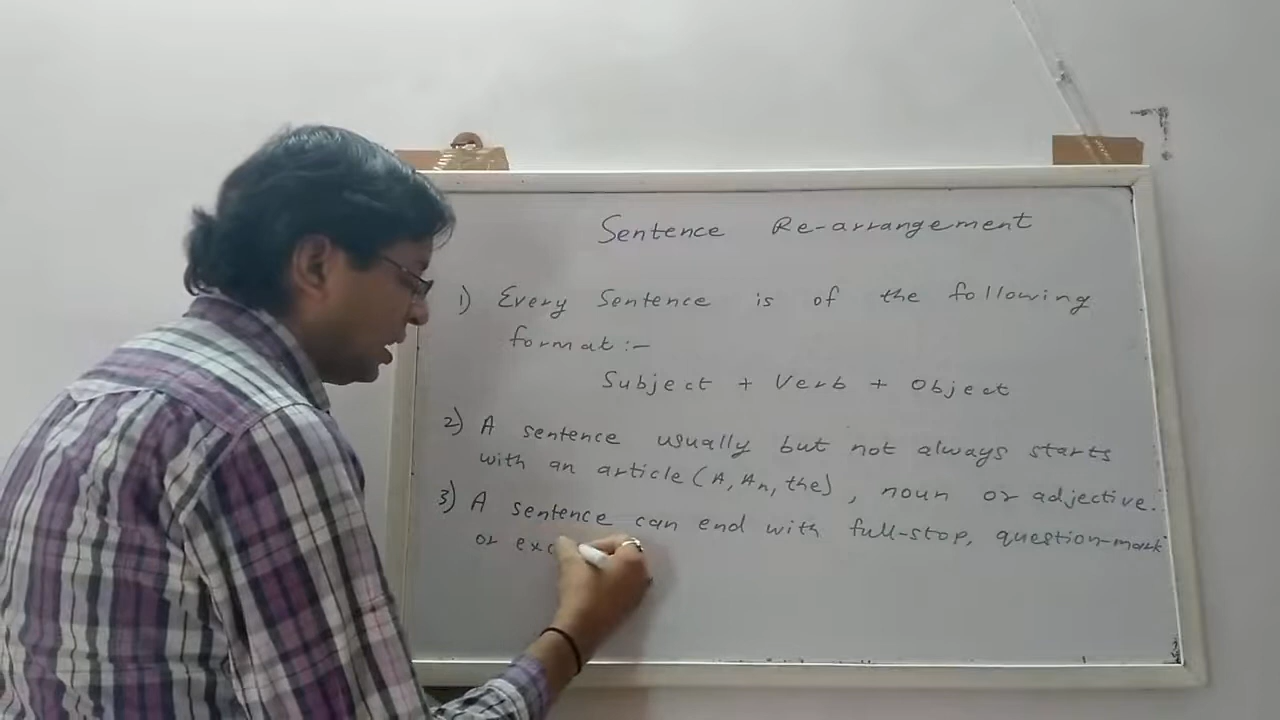 Sentence Re-arrangement
1) Every Sentence is of the following
format :-
Subject + Verb + Object
2) A sentence usually but not always starts
with an article (A, An, the), noun or adjective.
3) A sentence can end with full-stop, question-mark
or exc